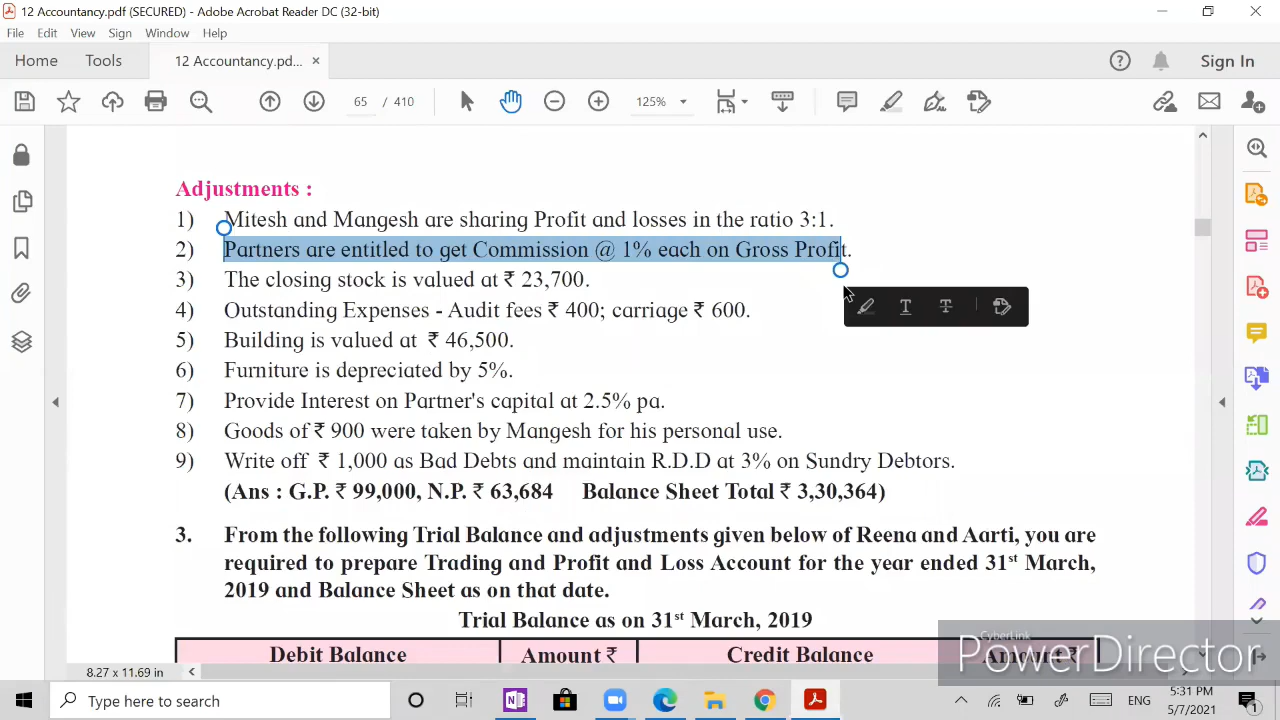 12 Accountancy.pdf (SECURED) - Adobe Acrobat Reader DC (32-bit)
File Edit View Sign Window Help
Home Tools 12 Accountancy.pd... × Sign In
65 / 410 125%
Adjustments :
1) Mitesh and Mangesh are sharing Profit and losses in the ratio 3:1.
2) Partners are entitled to get Commission @ 1% each on Gross Profit.
3) The closing stock is valued at ₹ 23,700.
4) Outstanding Expenses - Audit fees ₹ 400; carriage ₹ 600.
5) Building is valued at ₹ 46,500.
6) Furniture is depreciated by 5%.
7) Provide Interest on Partner's capital at 2.5% pa.
8) Goods of ₹ 900 were taken by Mangesh for his personal use.
9) Write off ₹ 1,000 as Bad Debts and maintain R.D.D at 3% on Sundry Debtors.
(Ans : G.P. ₹ 99,000, N.P. ₹ 63,684 Balance Sheet Total ₹ 3,30,364)
3. From the following Trial Balance and adjustments given below of Reena and Aarti, you are
required to prepare Trading and Profit and Loss Account for the year ended 31st March,
2019 and Balance Sheet as on that date.
Trial Balance as on 31st March, 2019
Debit Balance Amount ₹ Credit Balance Amount ₹
CyberLink
PowerDirector
8.27 x 11.69 in
Type here to search
ENG
5:31 PM
5/7/2021
1